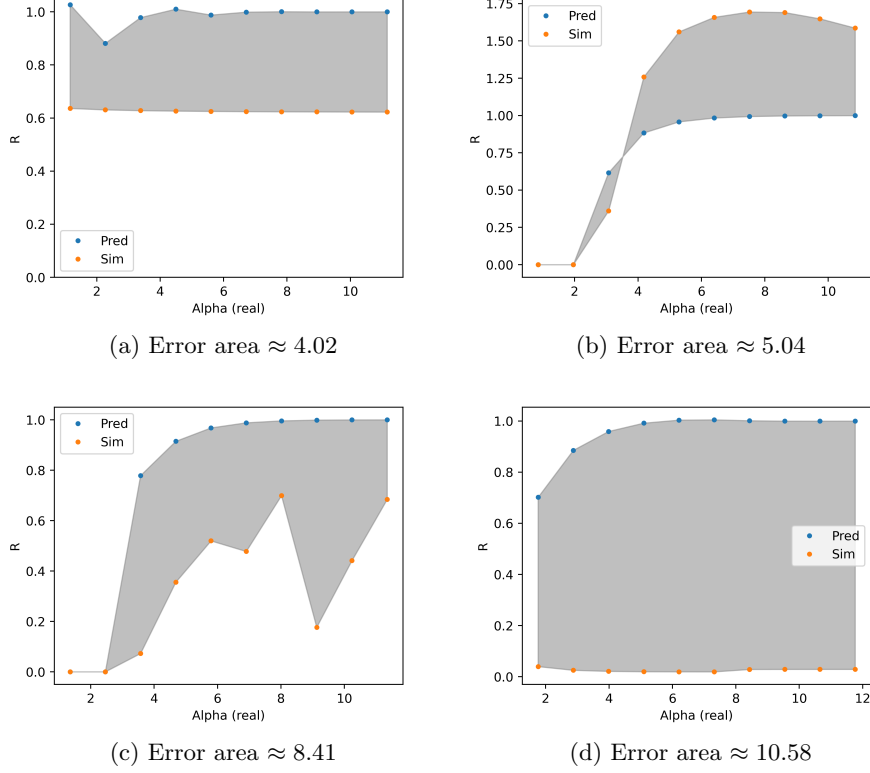 1.0
0.8
0.6
0.4
0.2
0.0
R
Pred
Sim
2 4 6 8 10
Alpha (real)
(a) Error area ≈ 4.02
1.75
1.50
1.25
1.00
0.75
0.50
0.25
0.00
R
Pred
Sim
2 4 6 8 10
Alpha (real)
(b) Error area ≈ 5.04
1.0
0.8
0.6
0.4
0.2
0.0
R
Pred
Sim
2 4 6 8 10
Alpha (real)
(c) Error area ≈ 8.41
1.0
0.8
0.6
0.4
0.2
0.0
R
Pred
Sim
2 4 6 8 10 12
Alpha (real)
(d) Error area ≈ 10.58